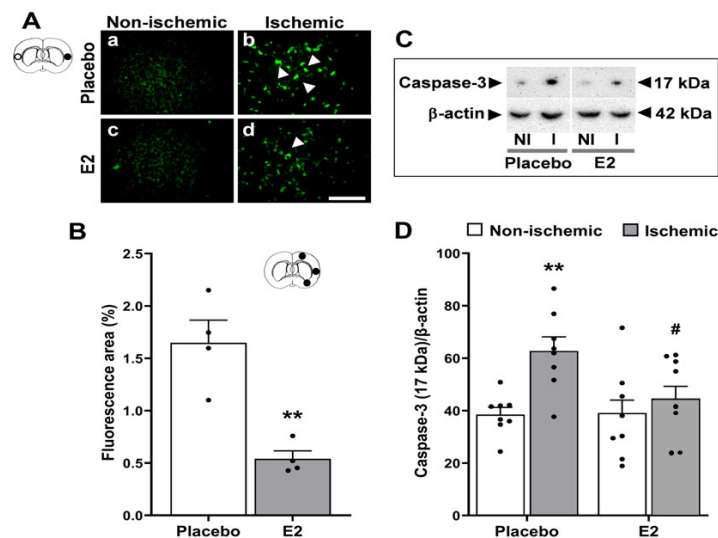 A
Non-ischemic Ischemic
Placebo
a
b
E2
c
d
C
Caspase-3
17 kDa
β-actin
42 kDa
NI I NI I
Placebo E2
B
Fluorescence area (%)
2.5
2.0
1.5
1.0
0.5
0.0
**
Placebo E2
D
Non-ischemic Ischemic
Caspase-3 (17 kDa)/β-actin
100
80
60
40
20
0
**
#
Placebo E2